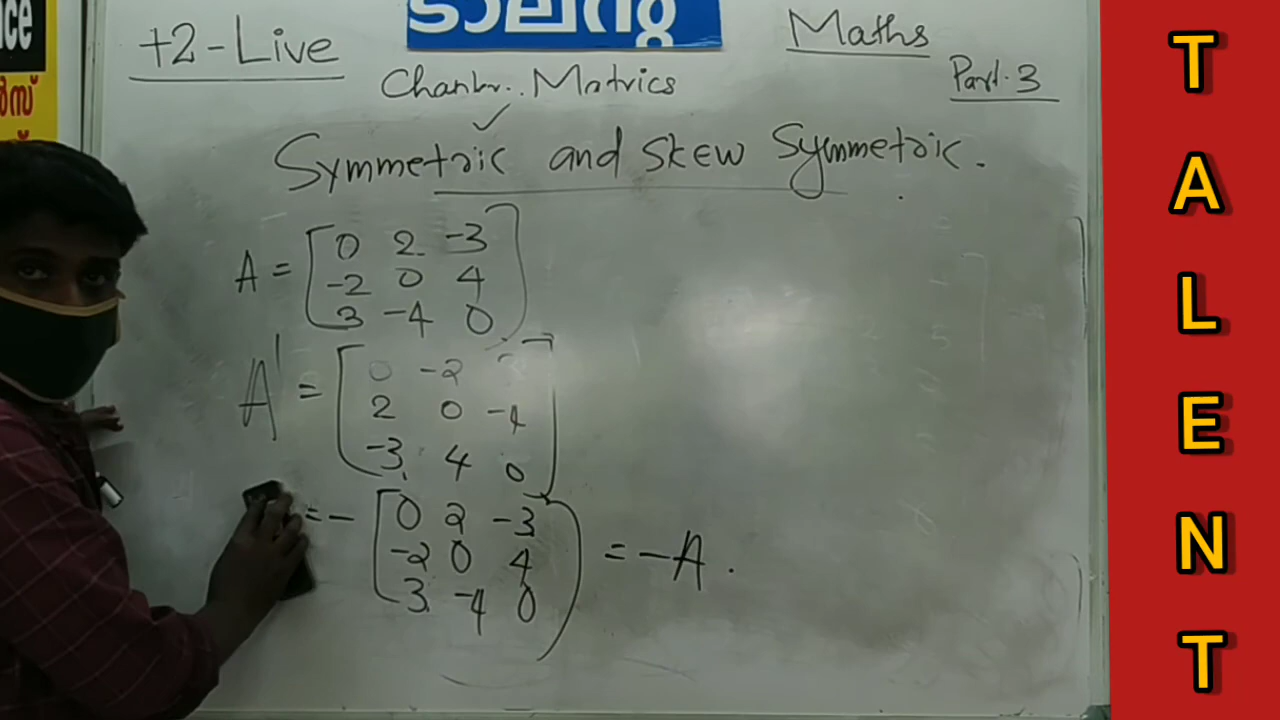 +2-Live
Maths
Part.3
Matrics
Symmetric and skew symmetric.
A = [0 2 -3
-2 0 4
3 -4 0]
A' = [0 -2
2 0 -4
-3 4 0]
= - [0 2 -3
-2 0 4
3 -4 0] = -A.
TALENT